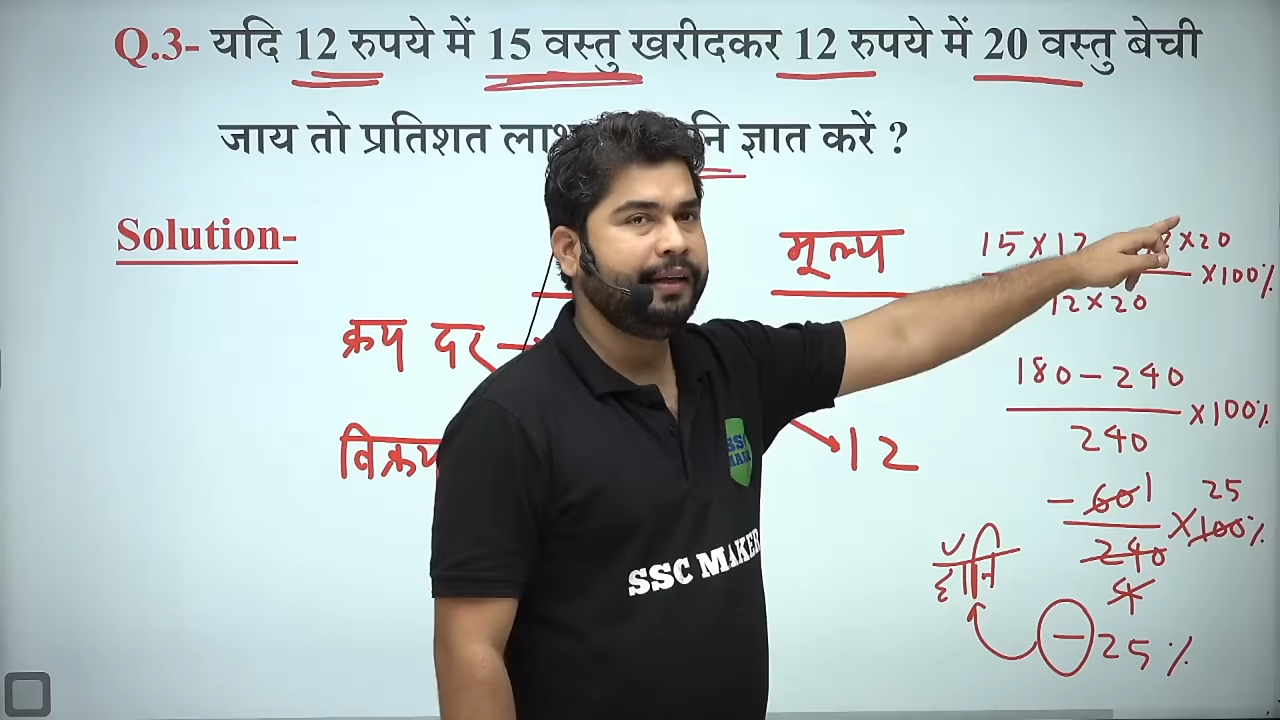 Q.3- यदि 12 रुपये में 15 वस्तु खरीदकर 12 रुपये में 20 वस्तु बेची
जाय तो प्रतिशत ज्ञात करें ?
Solution-
मूल्य
क्रय दर
विक्रय
12
15 × 12 × 20
× 100%
12 × 20
180 - 240
× 100%
240
- 60 1 25
× 100%
240
4
हानि
- 25%
SSC MAKER